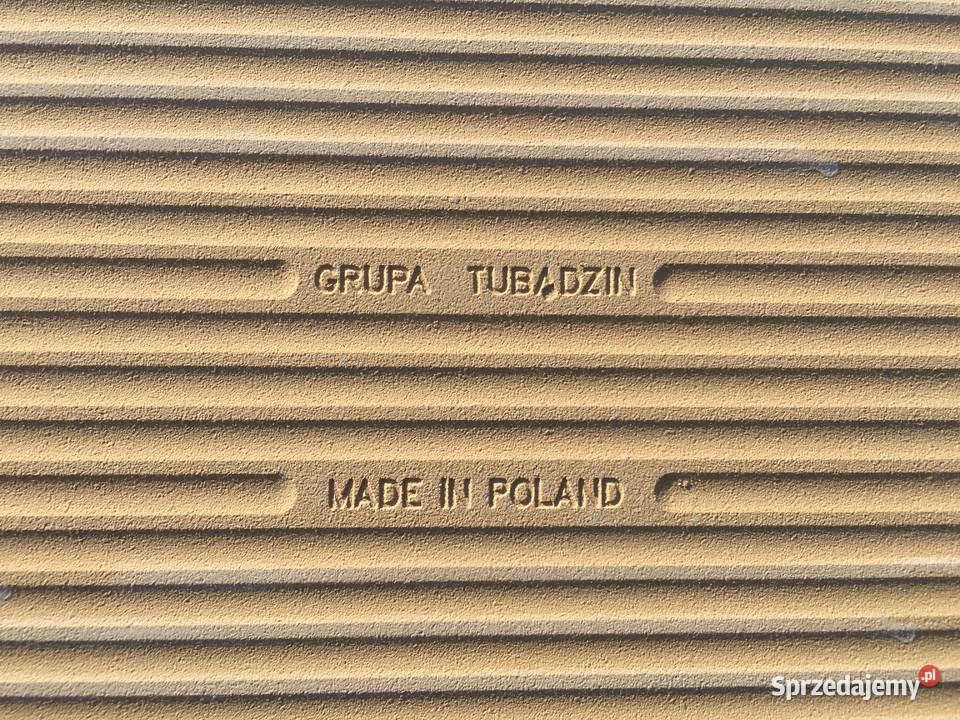 GRUPA TUBĄDZIN
MADE IN POLAND
Sprzedajemy.pl